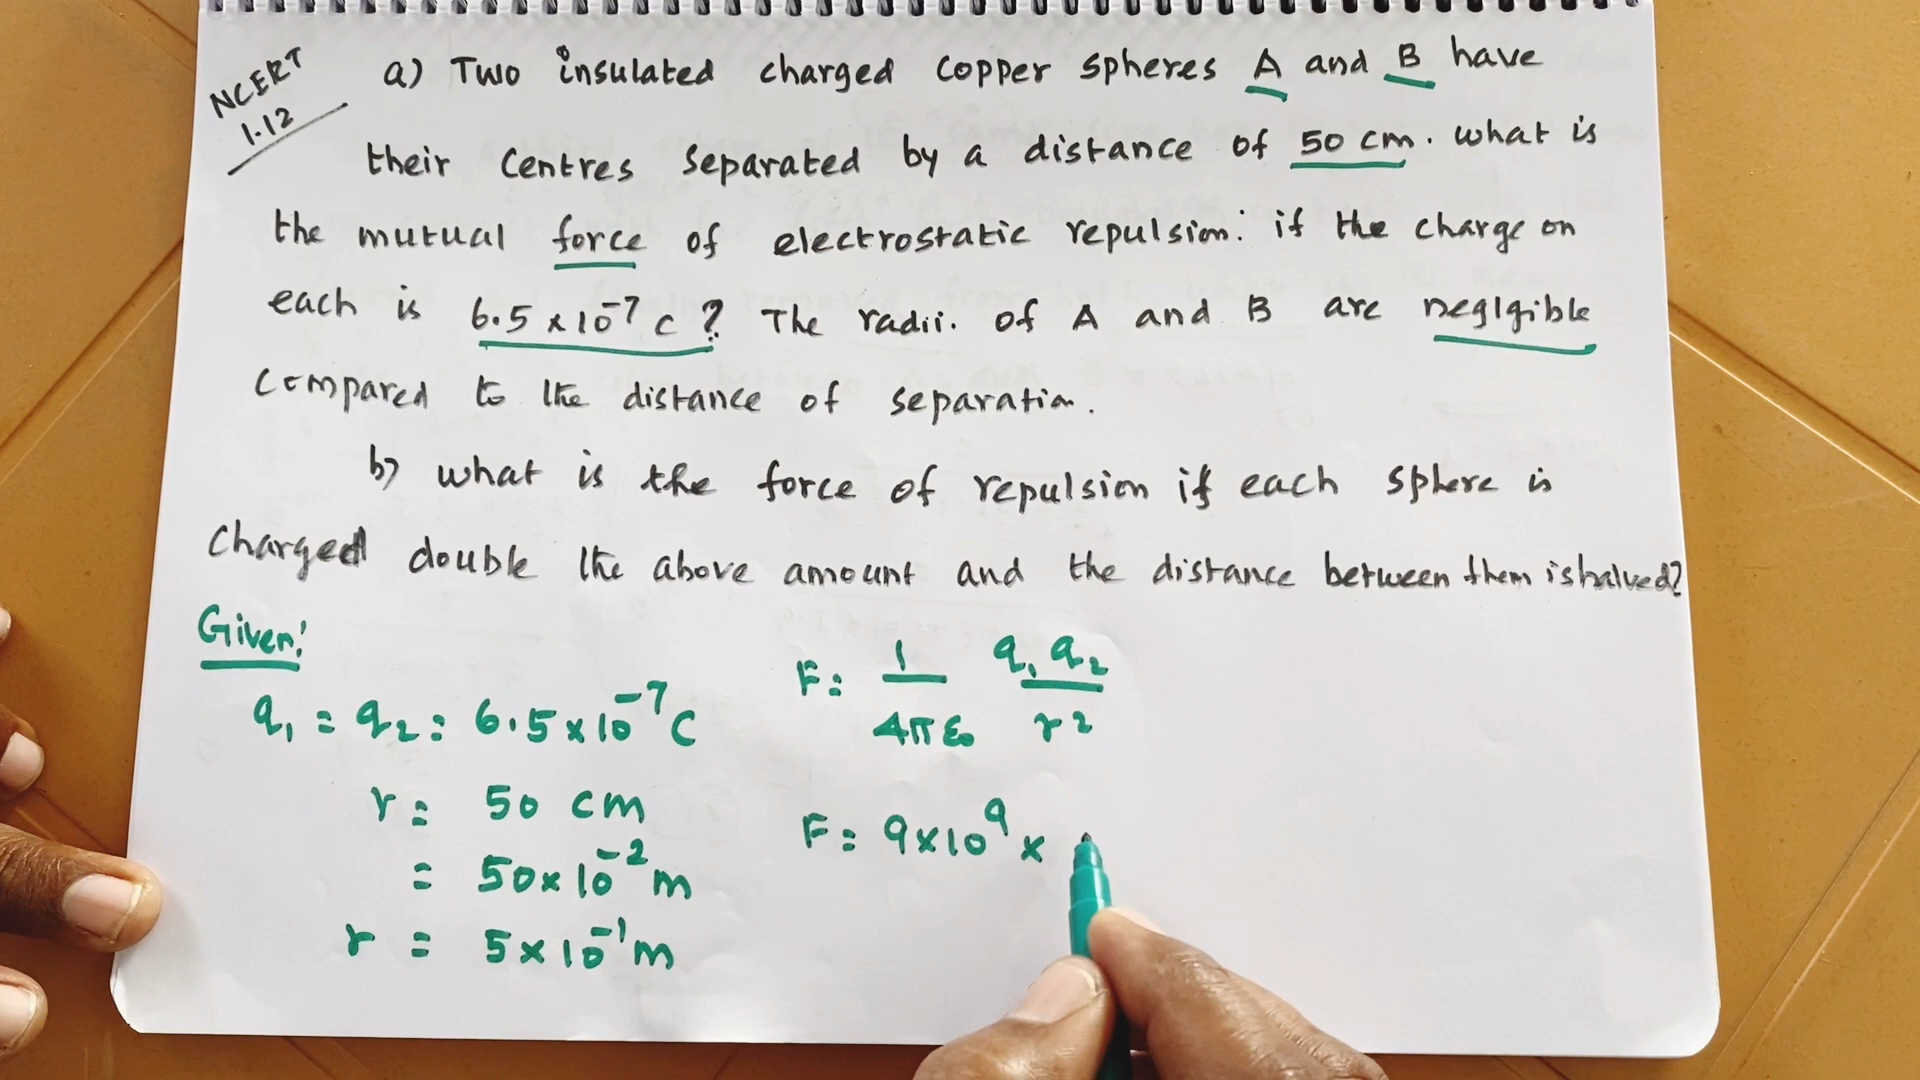 NCERT
1.12
a) Two insulated charged copper spheres A and B have
their centres separated by a distance of 50 cm. what is
the mutual force of electrostatic repulsion: if the charge on
each is 6.5 x 10⁻⁷ c ? The radii. of A and B are neglgible
compared to the distance of separation.
b) what is the force of repulsion if each sphere is
Charged double the above amount and the distance between them is halved?
Given:
q₁ = q₂ = 6.5 x 10⁻⁷ C
r = 50 cm
= 50 x 10⁻² m
r = 5 x 10⁻¹ m
F = 1/4πε₀ q₁ q₂/r²
F = 9 x 10⁹ x